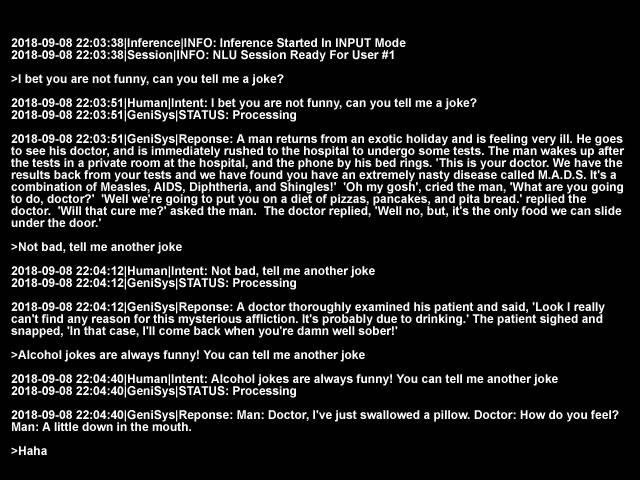 2018-09-08 22:03:38|Inference|INFO: Inference Started In INPUT Mode
2018-09-08 22:03:38|Session|INFO: NLU Session Ready For User #1
>I bet you are not funny, can you tell me a joke?
2018-09-08 22:03:51|Human|Intent: I bet you are not funny, can you tell me a joke?
2018-09-08 22:03:51|GeniSys|STATUS: Processing
2018-09-08 22:03:51|GeniSys|Reponse: A man returns from an exotic holiday and is feeling very ill. He goes
to see his doctor, and is immediately rushed to the hospital to undergo some tests. The man wakes up after
the tests in a private room at the hospital, and the phone by his bed rings. 'This is your doctor. We have the
results back from your tests and we have found you have an extremely nasty disease called M.A.D.S. It's a
combination of Measles, AIDS, Diphtheria, and Shingles!'  'Oh my gosh', cried the man, 'What are you going
to do, doctor?'  'Well we're going to put you on a diet of pizzas, pancakes, and pita bread.' replied the
doctor.  'Will that cure me?' asked the man.  The doctor replied, 'Well no, but, it's the only food we can slide
under the door.'
>Not bad, tell me another joke
2018-09-08 22:04:12|Human|Intent: Not bad, tell me another joke
2018-09-08 22:04:12|GeniSys|STATUS: Processing
2018-09-08 22:04:12|GeniSys|Reponse: A doctor thoroughly examined his patient and said, 'Look I really
can't find any reason for this mysterious affliction. It's probably due to drinking.' The patient sighed and
snapped, 'In that case, I'll come back when you're damn well sober!'
>Alcohol jokes are always funny! You can tell me another joke
2018-09-08 22:04:40|Human|Intent: Alcohol jokes are always funny! You can tell me another joke
2018-09-08 22:04:40|GeniSys|STATUS: Processing
2018-09-08 22:04:40|GeniSys|Reponse: Man: Doctor, I've just swallowed a pillow. Doctor: How do you feel?
Man: A little down in the mouth.
>Haha